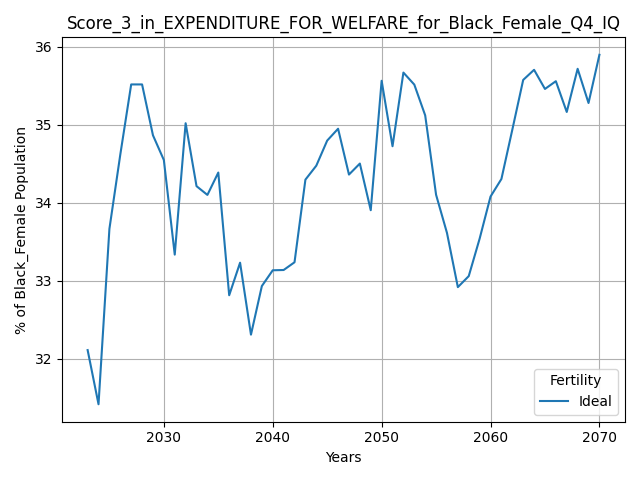 Score_3_in_EXPENDITURE_FOR_WELFARE_for_Black_Female_Q4_IQ
% of Black_Female Population
36
35
34
33
32
2030 2040 2050 2060 2070
Years
Fertility
Ideal